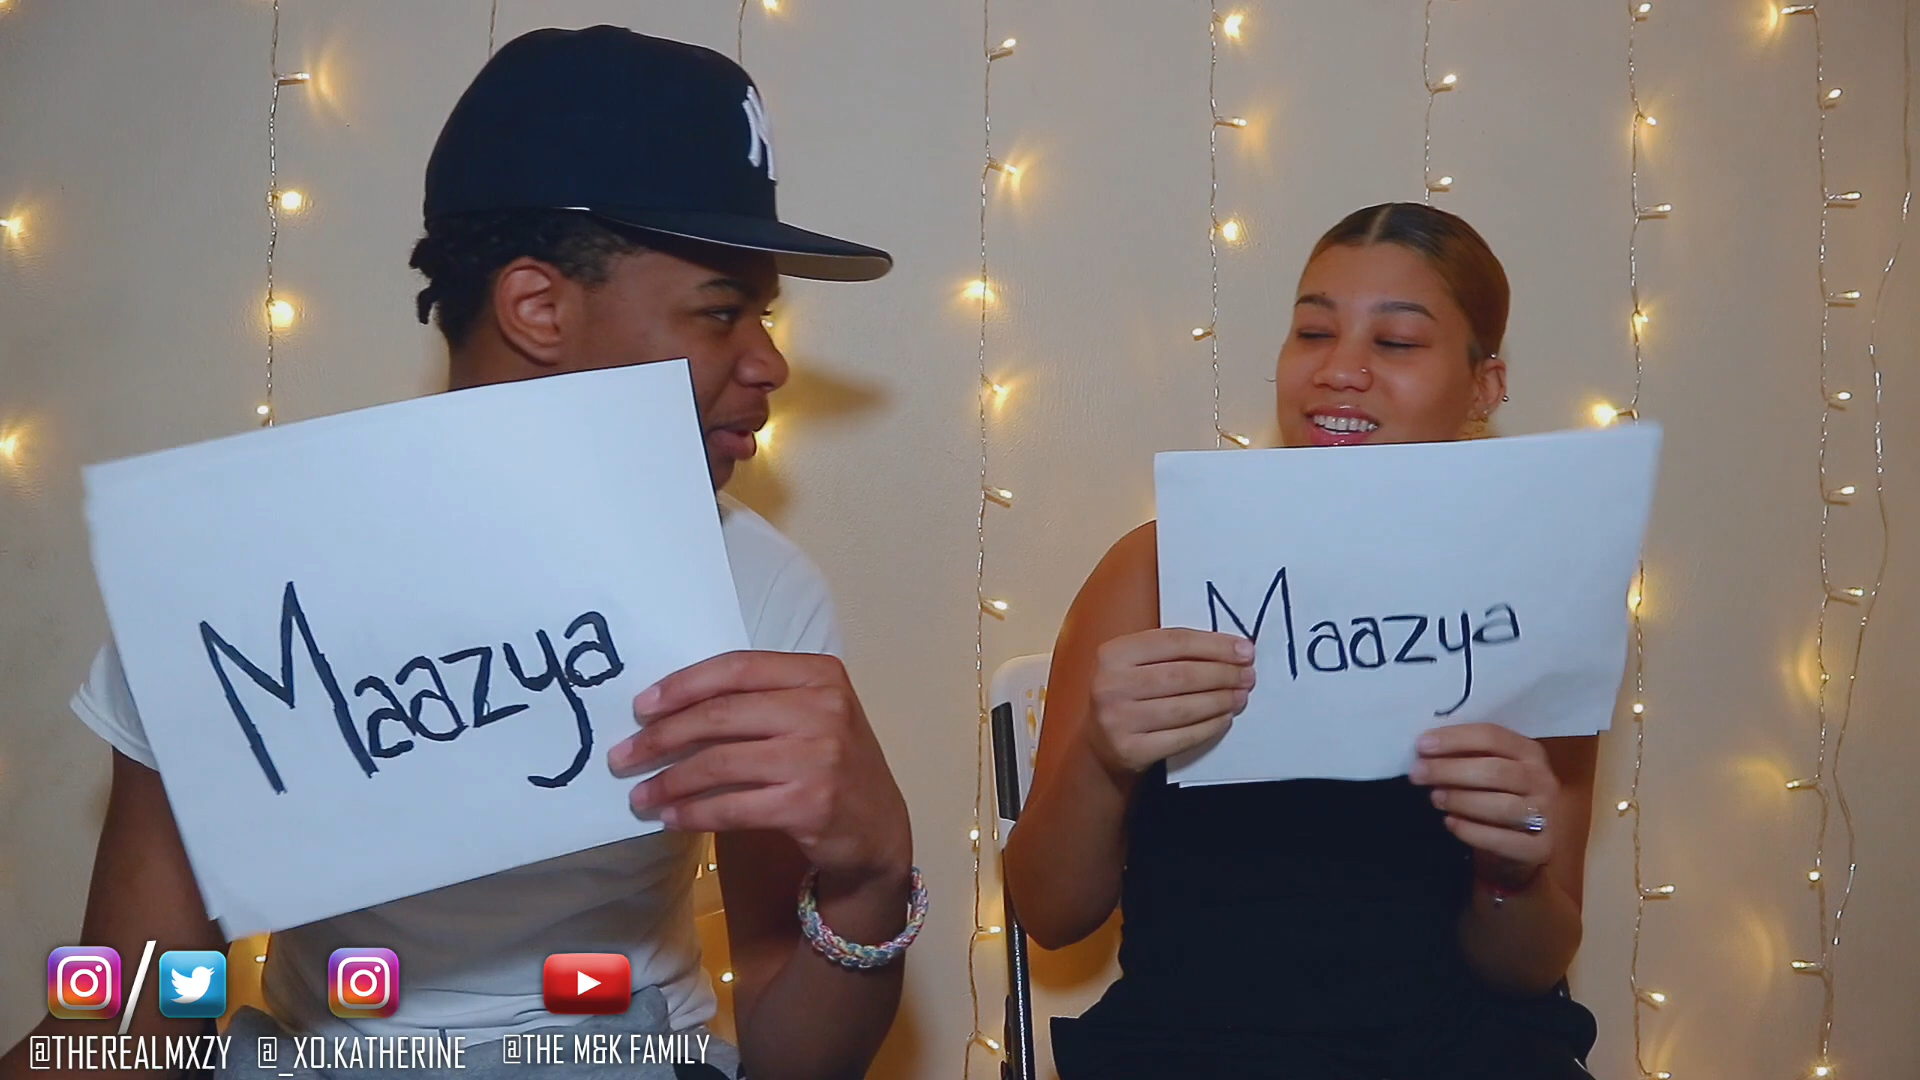 Maazya
Maazya
@THEREALMXZY
@_XO.KATHERINE
@THE M&K FAMILY